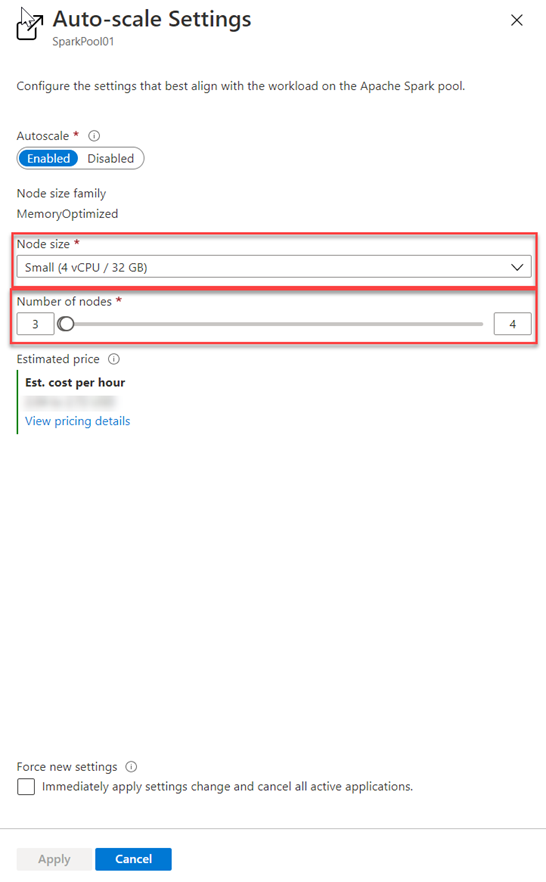 Auto-scale Settings
SparkPool01
Configure the settings that best align with the workload on the Apache Spark pool.
Autoscale *
Enabled Disabled
Node size family
MemoryOptimized
Node size *
Small (4 vCPU / 32 GB)
Number of nodes *
3 4
Estimated price
Est. cost per hour
View pricing details
Force new settings
Immediately apply settings change and cancel all active applications.
Apply Cancel